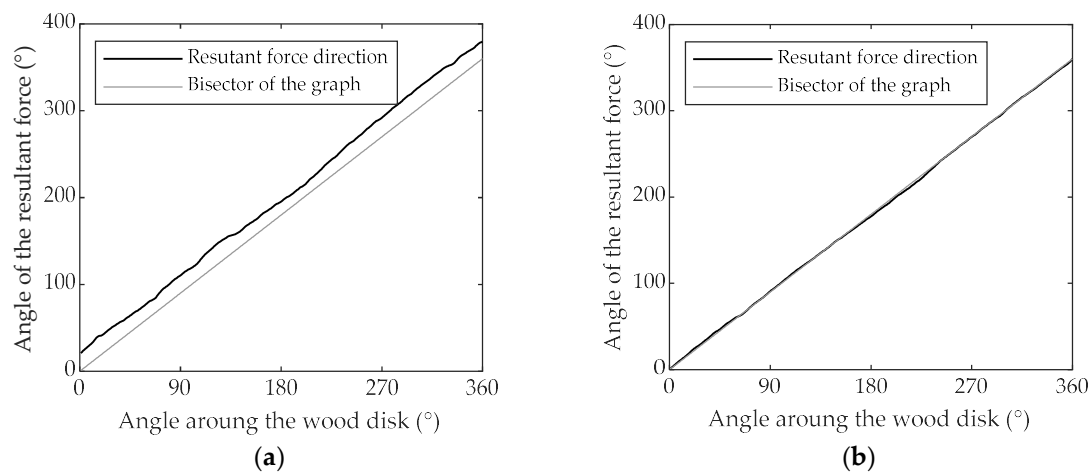 400
300
200
100
0
0 90 180 270 360
Angle of the resultant force (°)
Angle aroung the wood disk (°)
Resutant force direction
Bisector of the graph
(a)
400
300
200
100
0
0 90 180 270 360
Angle of the resultant force (°)
Angle aroung the wood disk (°)
Resutant force direction
Bisector of the graph
(b)